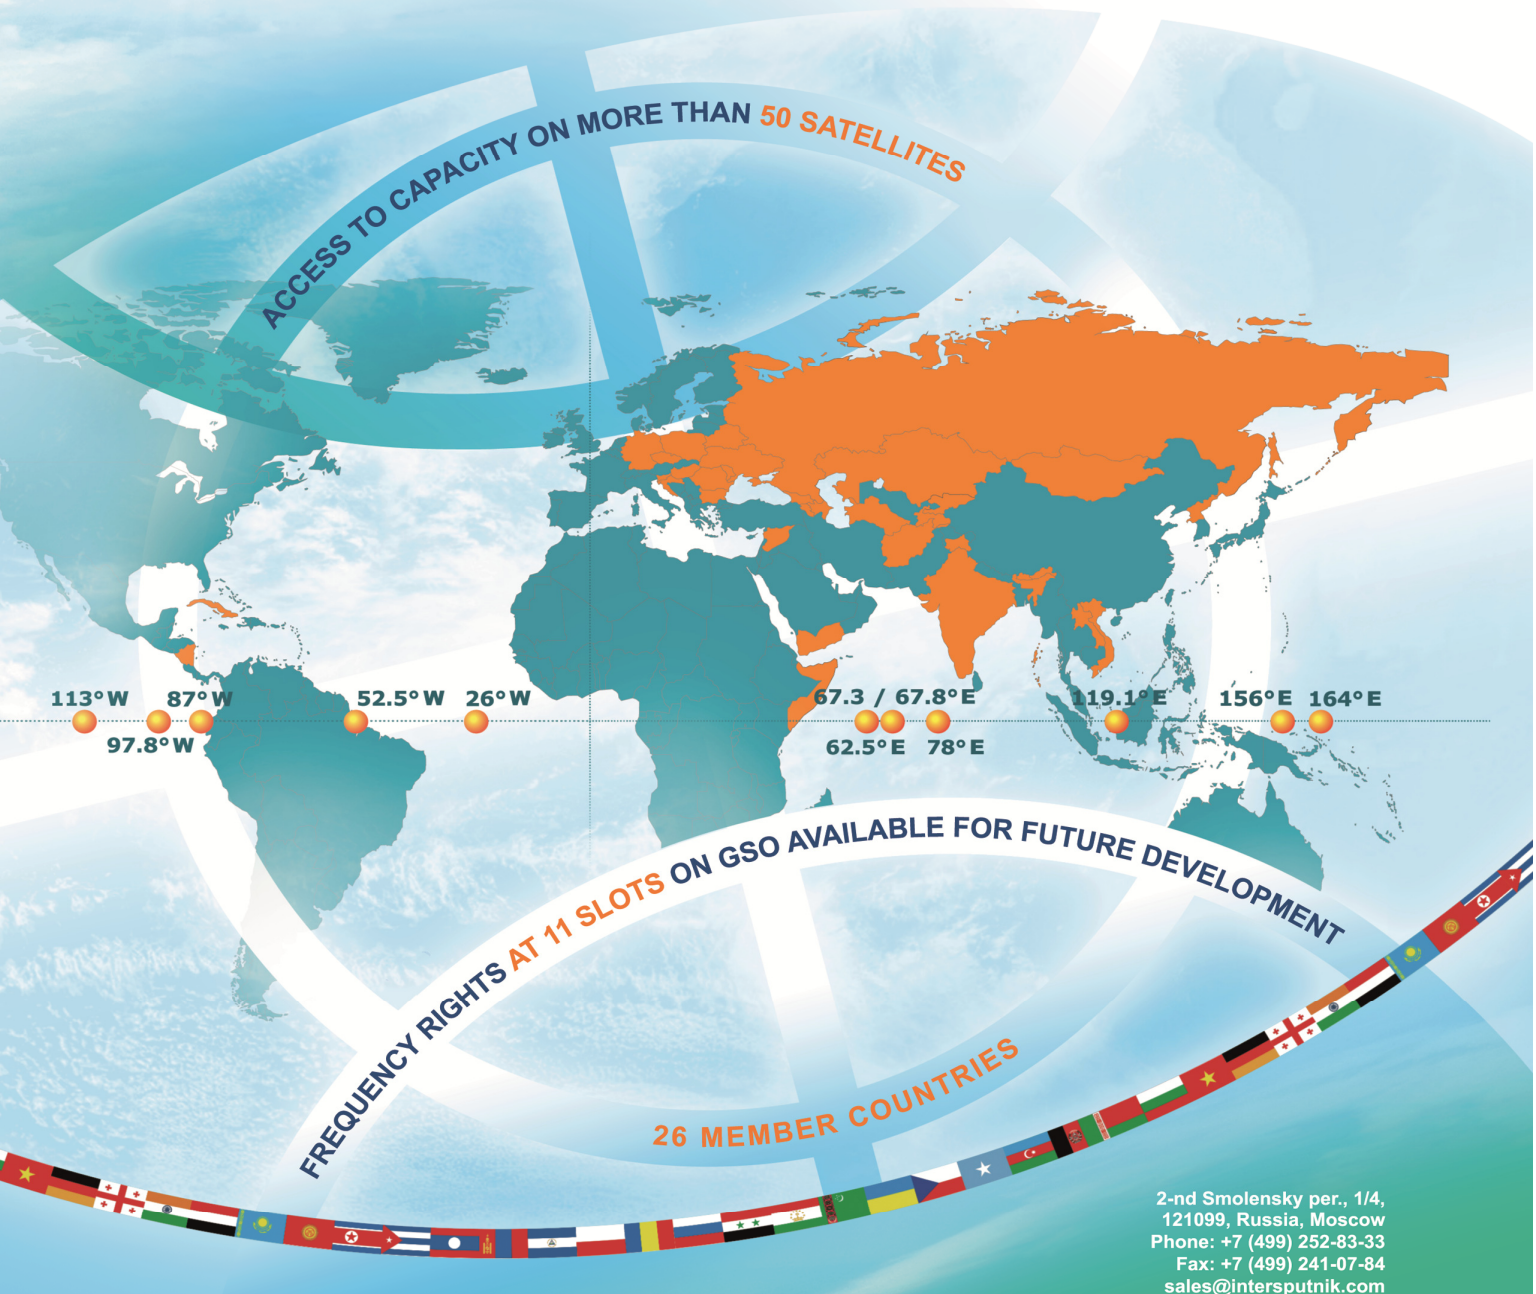 ACCESS TO CAPACITY ON MORE THAN 50 SATELLITES
113°W
87°W
52.5°W
26°W
67.3 / 67.8°E
119.1°E
156°E
164°E
97.8°W
62.5°E
78°E
FREQUENCY RIGHTS AT 11 SLOTS ON GSO AVAILABLE FOR FUTURE DEVELOPMENT
26 MEMBER COUNTRIES
2-nd Smolensky per., 1/4,
121099, Russia, Moscow
Phone: +7 (499) 252-83-33
Fax: +7 (499) 241-07-84
sales@intersputnik.com